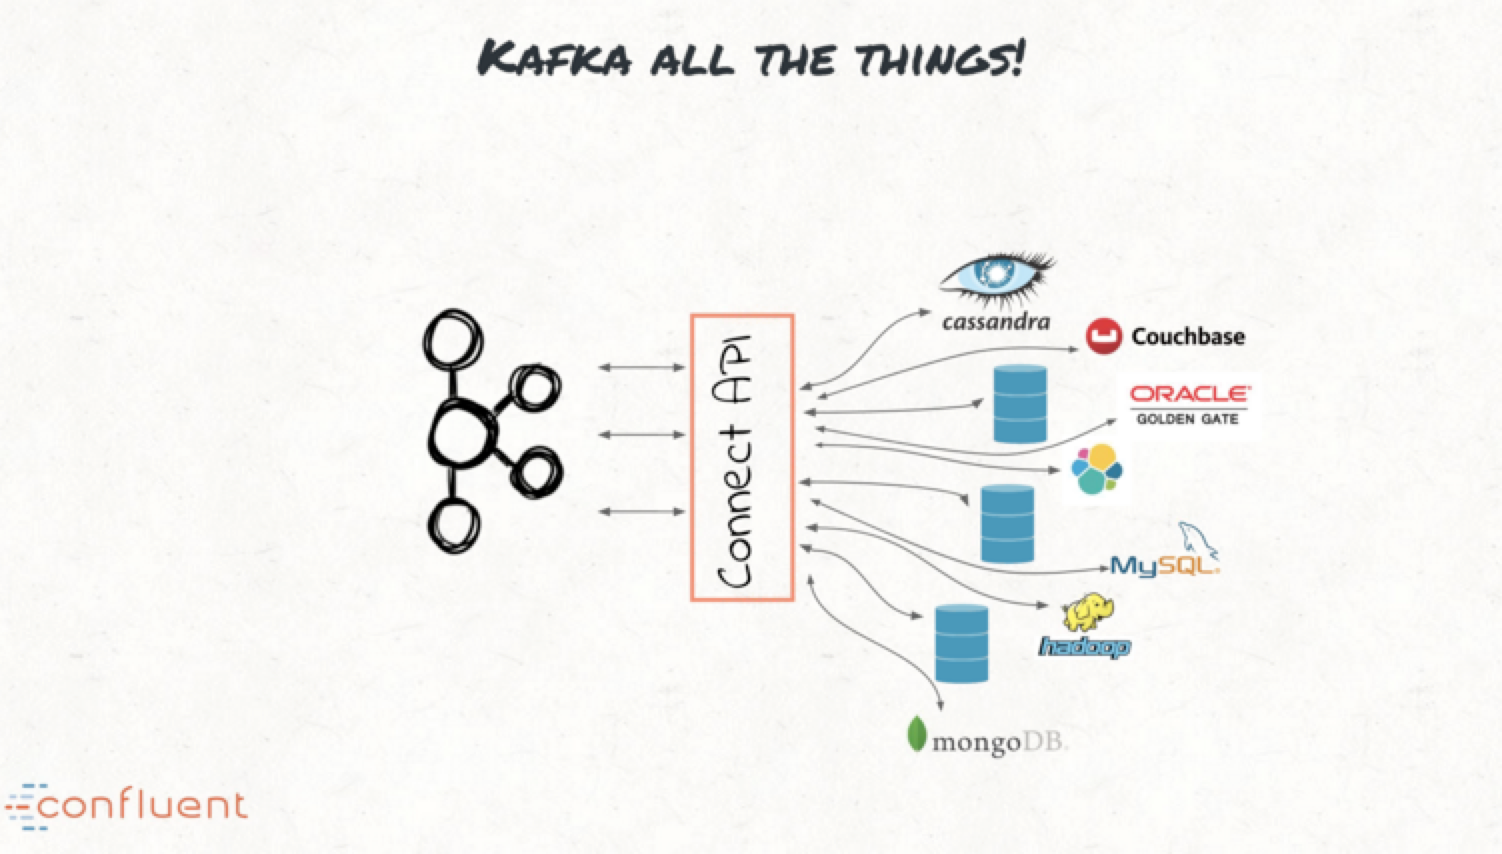 Kafka all the things!
Connect API
cassandra
Couchbase
ORACLE®
GOLDEN GATE
MySQL®
hadoop
mongoDB.
confluent